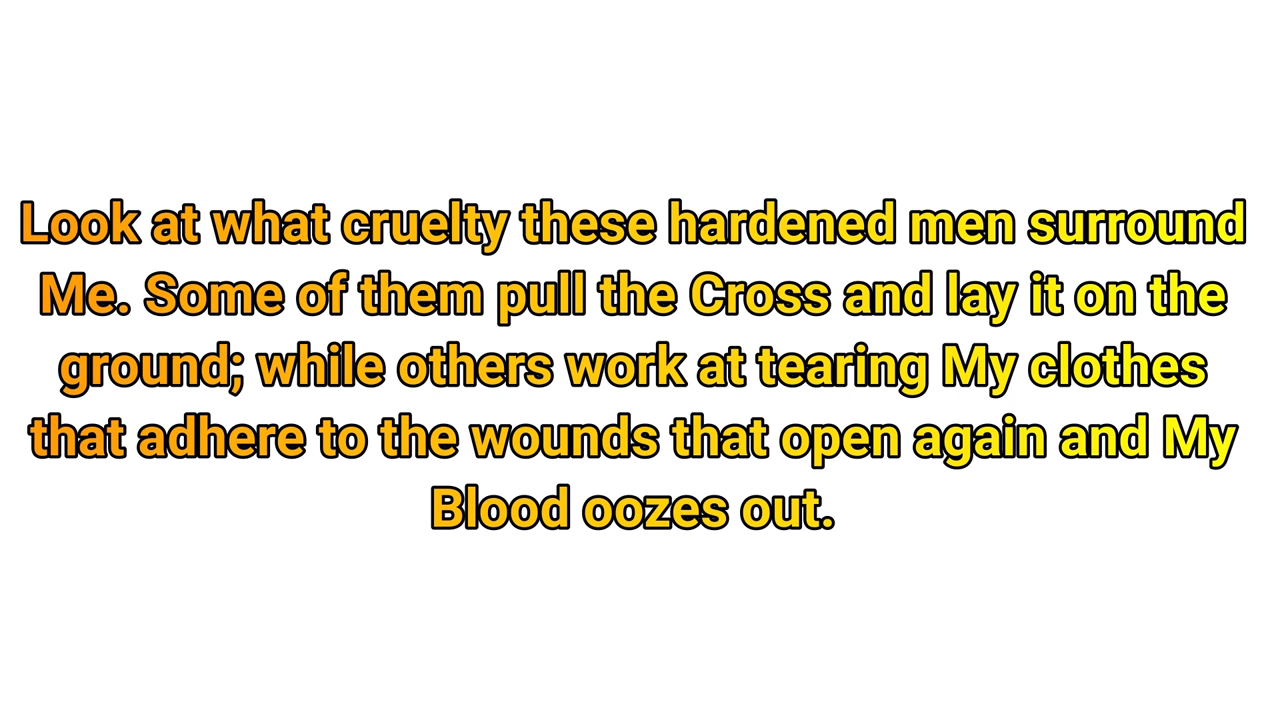 Look at what cruelty these hardened men surround
Me. Some of them pull the Cross and lay it on the
ground; while others work at tearing My clothes
that adhere to the wounds that open again and My
Blood oozes out.